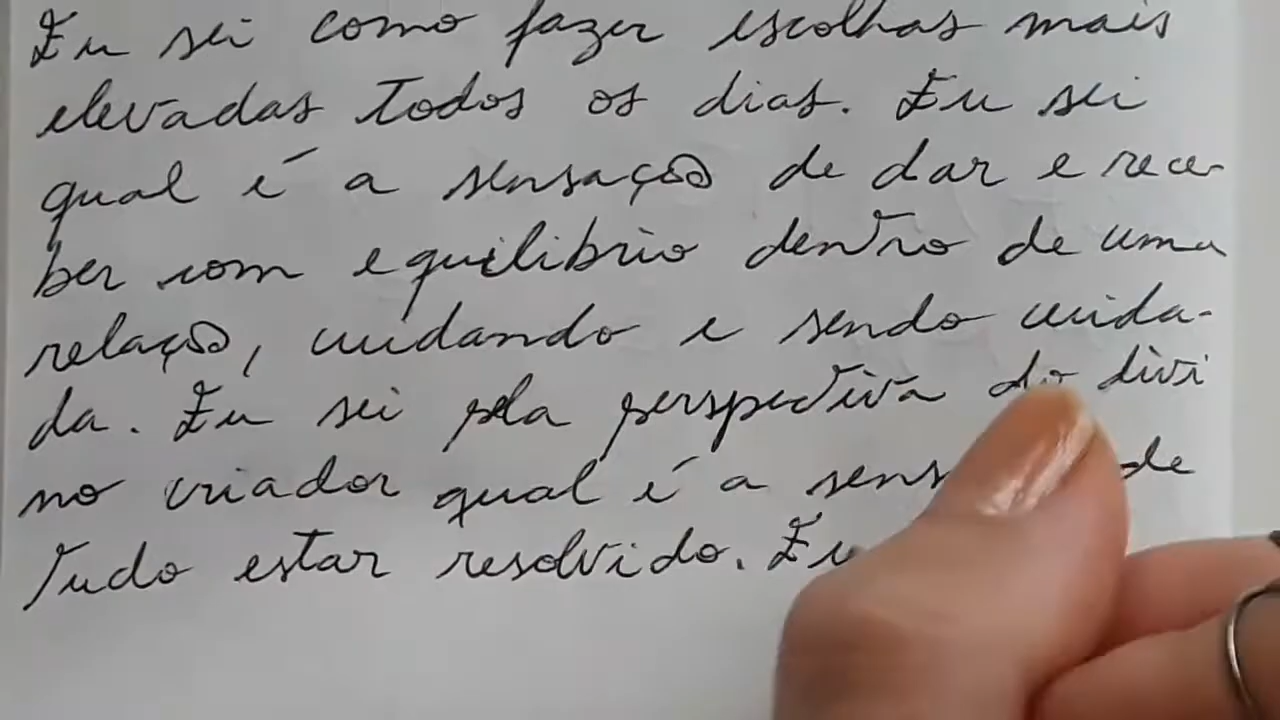 Eu sei como fazer escolhas mais
elevadas todos os dias. Eu sei
qual é a sensação de dar e rece-
ber com equilibrio dentro de uma
relação, cuidando e sendo cuida-
da. Eu sei pela perspectiva do divi
no criador qual é a sens de
tudo estar resolvido. Eu